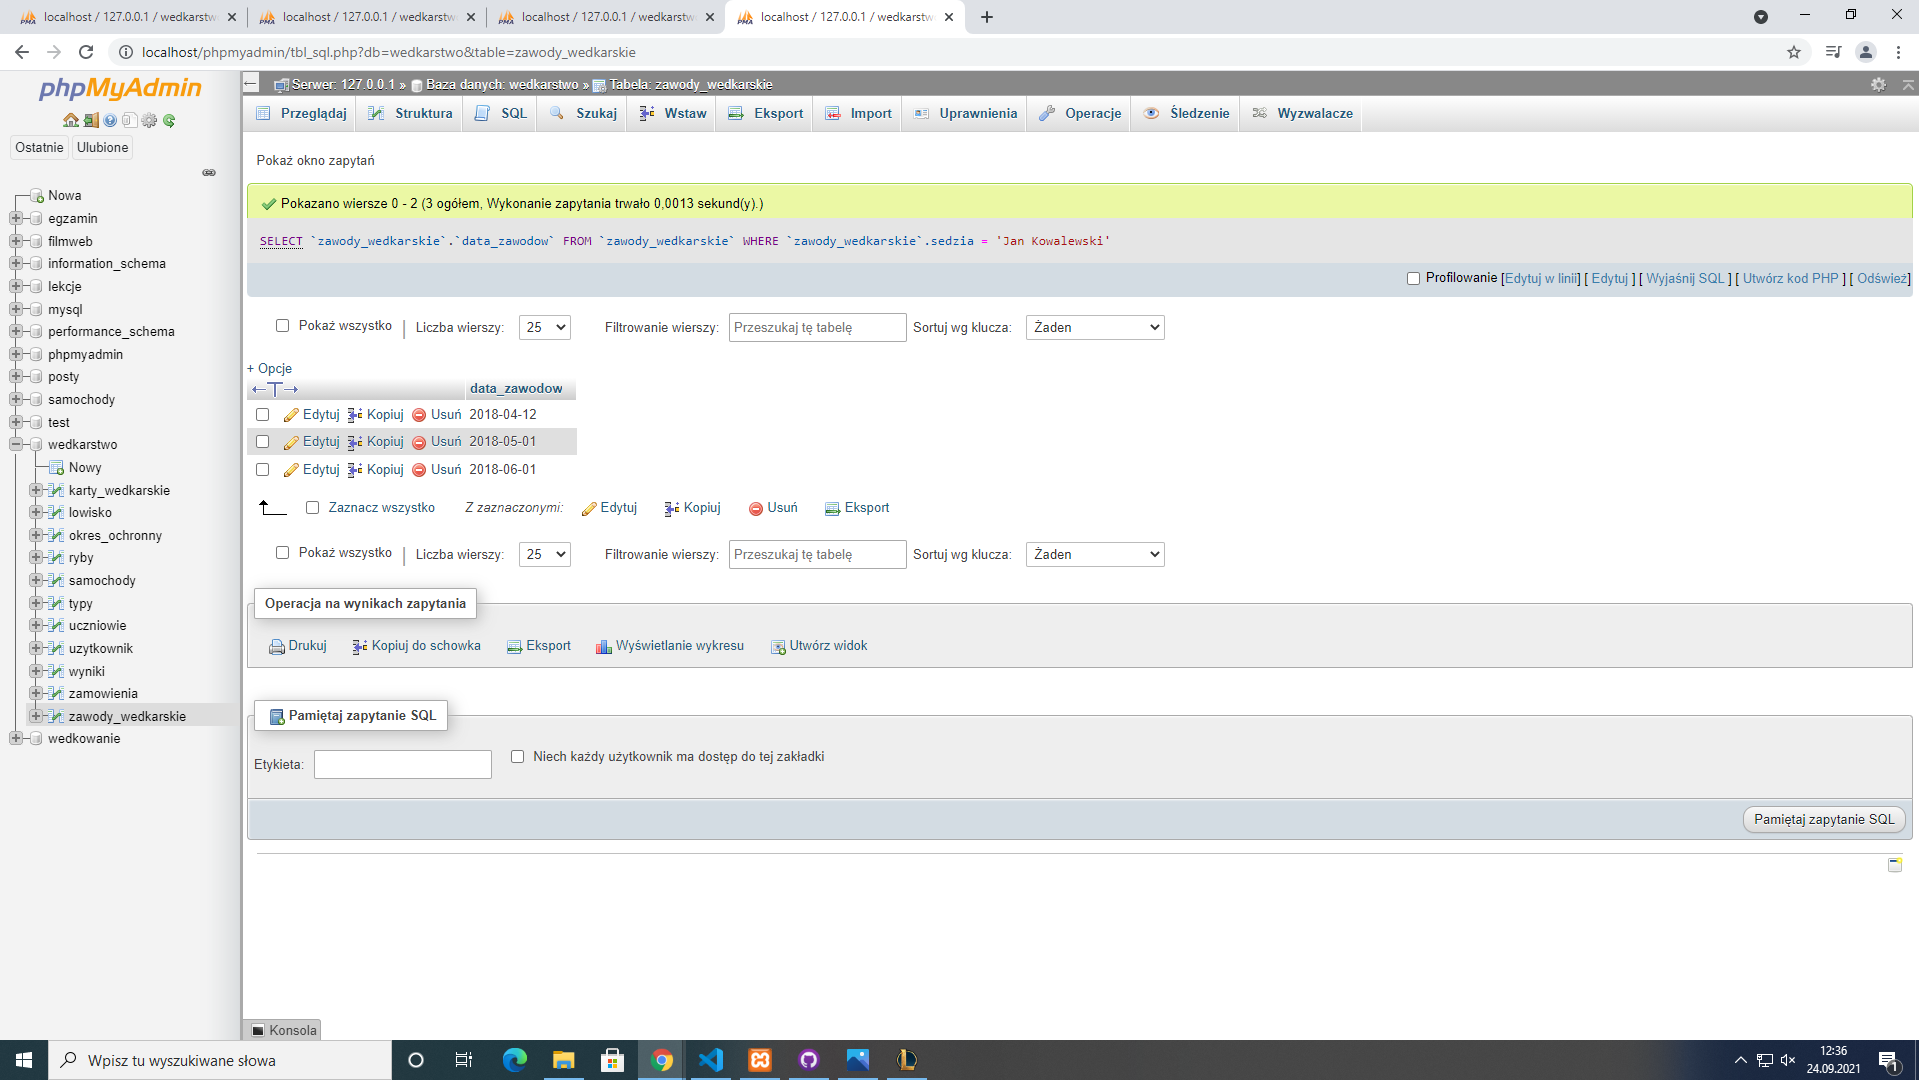 localhost / 127.0.0.1 / wedkarstw
localhost / 127.0.0.1 / wedkarstw
localhost / 127.0.0.1 / wedkarstw
localhost / 127.0.0.1 / wedkarstw
localhost/phpmyadmin/tbl_sql.php?db=wedkarstwo&table=zawody_wedkarskie
phpMyAdmin
Ostatnie Ulubione
Nowa
egzamin
filmweb
information_schema
lekcje
mysql
performance_schema
phpmyadmin
posty
samochody
test
wedkarstwo
Nowy
karty_wedkarskie
lowisko
okres_ochronny
ryby
samochody
typy
uczniowie
uzytkownik
wyniki
zamowienia
zawody_wedkarskie
wedkowanie
Serwer: 127.0.0.1 » Baza danych: wedkarstwo » Tabela: zawody_wedkarskie
Przeglądaj Struktura SQL Szukaj Wstaw Eksport Import Uprawnienia Operacje Śledzenie Wyzwalacze
Pokaż okno zapytań
Pokazano wiersze 0 - 2 (3 ogółem, Wykonanie zapytania trwało 0,0013 sekund(y).)
SELECT `zawody_wedkarskie`.`data_zawodow` FROM `zawody_wedkarskie` WHERE `zawody_wedkarskie`.sedzia = 'Jan Kowalewski'
Profilowanie [Edytuj w linii] [ Edytuj ] [ Wyjaśnij SQL ] [ Utwórz kod PHP ] [ Odśwież]
Pokaż wszystko | Liczba wierszy: 25 Filtrowanie wierszy: Przeszukaj tę tabelę Sortuj wg klucza: Żaden
+ Opcje
←T→ data_zawodow
Edytuj Kopiuj Usuń 2018-04-12
Edytuj Kopiuj Usuń 2018-05-01
Edytuj Kopiuj Usuń 2018-06-01
Zaznacz wszystko Z zaznaczonymi: Edytuj Kopiuj Usuń Eksport
Pokaż wszystko | Liczba wierszy: 25 Filtrowanie wierszy: Przeszukaj tę tabelę Sortuj wg klucza: Żaden
Operacja na wynikach zapytania
Drukuj Kopiuj do schowka Eksport Wyświetlanie wykresu Utwórz widok
Pamiętaj zapytanie SQL
Etykieta: Niech każdy użytkownik ma dostęp do tej zakładki
Pamiętaj zapytanie SQL
Konsola
Wpisz tu wyszukiwane słowa
12:36
24.09.2021
1